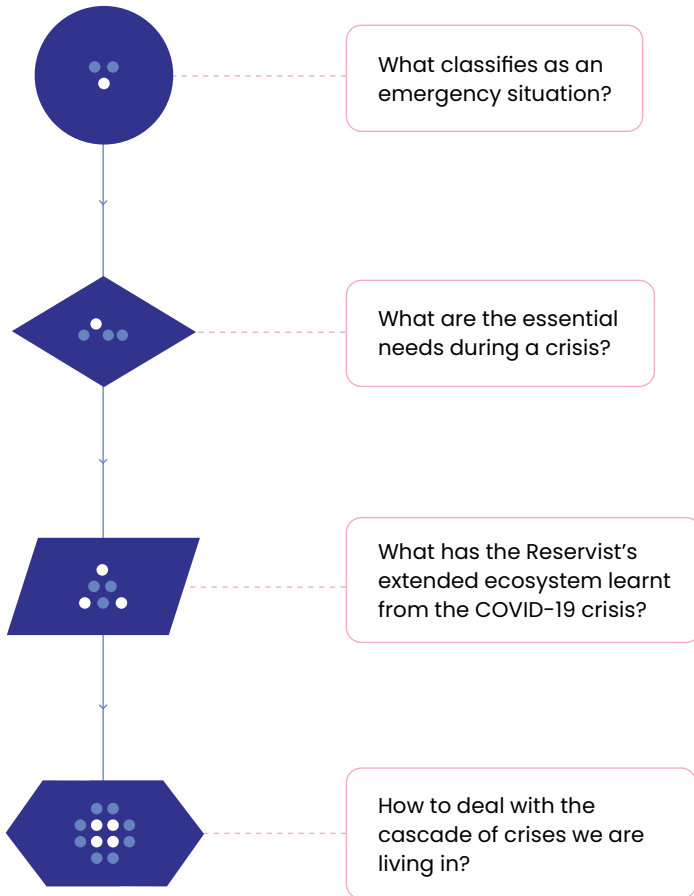 What classifies as an
emergency situation?
What are the essential
needs during a crisis?
What has the Reservist’s
extended ecosystem learnt
from the COVID-19 crisis?
How to deal with the
cascade of crises we are
living in?